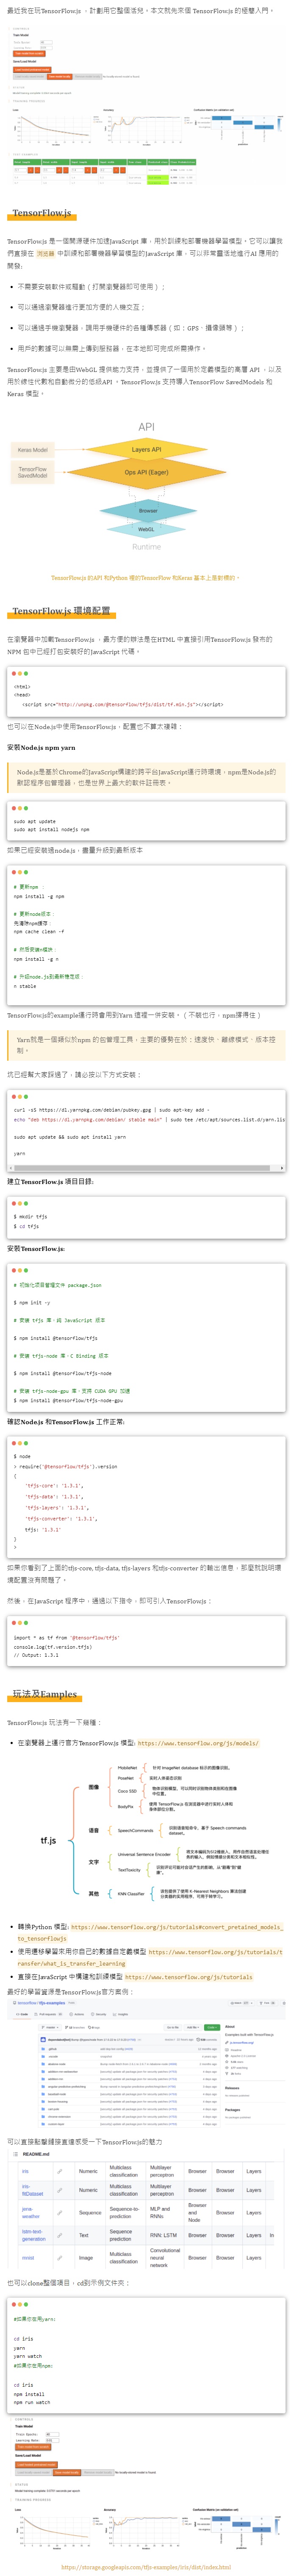 最近我在玩TensorFlow.js ,計劃用它整個活兒。本文就先來個 TensorFlow.js 的極簡入門。
TensorFlow.js
TensorFlow.js 是一個開源硬件加速JavaScript 庫,用於訓練和部署機器學習模型。它可以讓我
們直接在 瀏覽器 中訓練和部署機器學習模型的JavaScript 庫,可以非常靈活地進行AI 應用的
開發:
不需要安裝軟件或驅動(打開瀏覽器即可使用);
可以通過瀏覽器進行更加方便的人機交互;
可以通過手機瀏覽器,調用手機硬件的各種傳感器(如:GPS、攝像頭等);
用戶的數據可以無需上傳到服務器,在本地即可完成所需操作。
TensorFlow.js 主要是由WebGL 提供能力支持,並提供了一個用於定義模型的高層 API ,以及
用於線性代數和自動微分的低級API 。TensorFlow.js 支持導入TensorFlow SavedModels 和
Keras 模型。
API
Keras Model
Layers API
TensorFlow
SavedModel
Ops API (Eager)
Browser
WebGL
Runtime
TensorFlow.js 的API 和Python 裡的TensorFlow 和Keras 基本上是對標的。
TensorFlow.js 環境配置
在瀏覽器中加載TensorFlow.js ,最方便的辦法是在HTML 中直接引用TensorFlow.js 發布的
NPM 包中已經打包安裝好的JavaScript 代碼。
<html>
<head>
<script src="http://unpkg.com/@tensorflow/tfjs/dist/tf.min.js"></script>
也可以在Node.js中使用TensorFlow.js,配置也不算太複雜:
安裝Node.js npm yarn
Node.js是基於Chrome的JavaScript構建的跨平台JavaScript運行時環境,npm是Node.js的
默認程序包管理器,也是世界上最大的軟件註冊表。
sudo apt update
sudo apt install nodejs npm
如果已經安裝過node.js,盡量升級到最新版本
# 更新npm :
npm install -g npm
# 更新node版本:
先清除npm緩存:
npm cache clean -f
# 然後安裝n模塊:
npm install -g n
# 升級node.js到最新穩定版:
n stable
TensorFlow.js的example運行時會用到Yarn 這裡一併安裝。(不裝也行,npm攆得住)
Yarn就是一個類似於npm 的包管理工具,主要的優勢在於:速度快、離線模式、版本控
制。
坑已經幫大家踩過了,請必按以下方式安裝:
curl -sS https://dl.yarnpkg.com/debian/pubkey.gpg | sudo apt-key add -
echo "deb https://dl.yarnpkg.com/debian/ stable main" | sudo tee /etc/apt/sources.list.d/yarn.lis
sudo apt update && sudo apt install yarn
yarn
建立TensorFlow.js 項目目錄:
$ mkdir tfjs
$ cd tfjs
安裝TensorFlow.js:
# 初始化項目管理文件 package.json
$ npm init -y
# 安裝 tfjs 庫,純 JavaScript 版本
$ npm install @tensorflow/tfjs
# 安裝 tfjs-node 庫,C Binding 版本
$ npm install @tensorflow/tfjs-node
# 安裝 tfjs-node-gpu 庫,支持 CUDA GPU 加速
$ npm install @tensorflow/tfjs-node-gpu
確認Node.js 和TensorFlow.js 工作正常:
$ node
> require('@tensorflow/tfjs').version
{
'tfjs-core': '1.3.1',
'tfjs-data': '1.3.1',
'tfjs-layers': '1.3.1',
'tfjs-converter': '1.3.1',
tfjs: '1.3.1'
}
>
如果你看到了上面的tfjs-core, tfjs-data, tfjs-layers 和tfjs-converter 的輸出信息,那麼就說明環
境配置沒有問題了。
然後,在JavaScript 程序中,通過以下指令,即可引入TensorFlow.js:
import * as tf from '@tensorflow/tfjs'
console.log(tf.version.tfjs)
// Output: 1.3.1
玩法及Eamples
TensorFlow.js 玩法有一下幾種:
在瀏覽器上運行官方TensorFlow.js 模型: https://www.tensorflow.org/js/models/
tf.js
图像
MobileNet
PoseNet
Coco SSD
BodyPix
语音
SpeechCommands
文字
Universal Sentence Encoder
TextToxicity
其他
KNN Classifier
轉換Python 模型: https://www.tensorflow.org/js/tutorials#convert_pretained_models_
to_tensorflowjs
使用遷移學習來用你自己的數據自定義模型 https://www.tensorflow.org/js/tutorials/t
ransfer/what_is_transfer_learning
直接在JavaScript 中構建和訓練模型 https://www.tensorflow.org/js/tutorials
最好的學習資源是TensorFlow.js官方案例:
tensorflow / tfjs-examples
可以直接點擊鏈接直達感受一下TensorFlow.js的魅力
README.md
iris Numeric Multiclass classification Multilayer perceptron Browser Browser Layers
iris-fitDataset Numeric Multiclass classification Multilayer perceptron Browser Browser Layers
jena-weather Sequence Sequence-to-prediction MLP and RNNs Browser and Node Browser Layers
lstm-text-generation Text Sequence prediction RNN: LSTM Browser Browser Layers
mnist Image Multiclass classification Convolutional neural network Browser Browser Layers
也可以clone整個項目,cd到示例文件夾:
#如果你在用yarn:
cd iris
yarn
yarn watch
#如果你在用npm:
cd iris
npm install
npm run watch
https://storage.googleapis.com/tfjs-examples/iris/dist/index.html